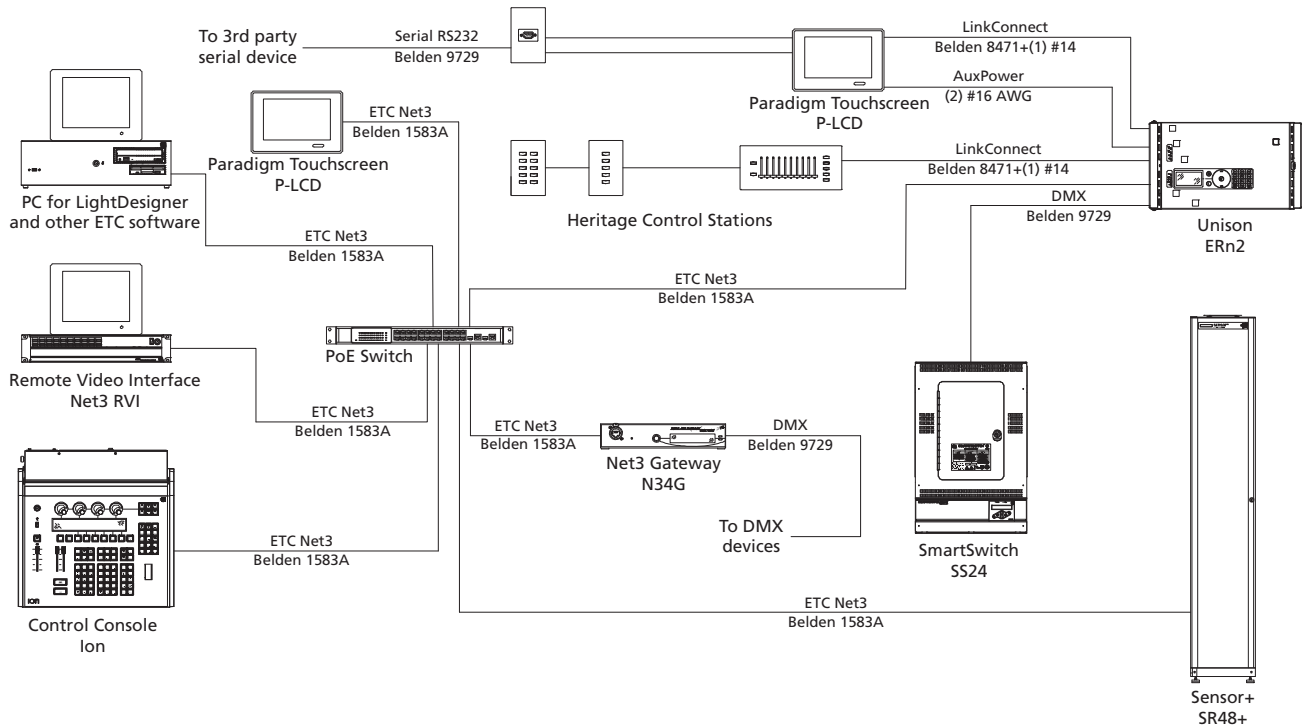 To 3rd party
serial device
Serial RS232
Belden 9729
LinkConnect
Belden 8471+(1) #14
AuxPower
(2) #16 AWG
Paradigm Touchscreen
P-LCD
ETC Net3
Belden 1583A
Paradigm Touchscreen
P-LCD
LinkConnect
Belden 8471+(1) #14
Heritage Control Stations
DMX
Belden 9729
Unison
ERn2
PC for LightDesigner
and other ETC software
ETC Net3
Belden 1583A
ETC Net3
Belden 1583A
PoE Switch
Remote Video Interface
Net3 RVI
ETC Net3
Belden 1583A
ETC Net3
Belden 1583A
DMX
Belden 9729
Net3 Gateway
N34G
To DMX
devices
SmartSwitch
SS24
ETC Net3
Belden 1583A
ion
Control Console
Ion
ETC Net3
Belden 1583A
Sensor+
SR48+